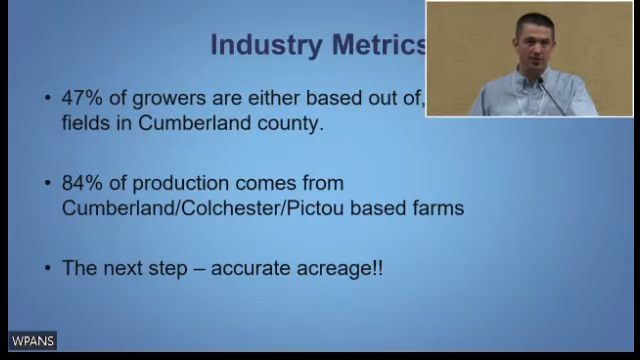 Industry Metrics
• 47% of growers are either based out of,
fields in Cumberland county.
• 84% of production comes from
Cumberland/Colchester/Pictou based farms
• The next step – accurate acreage!!
WPANS